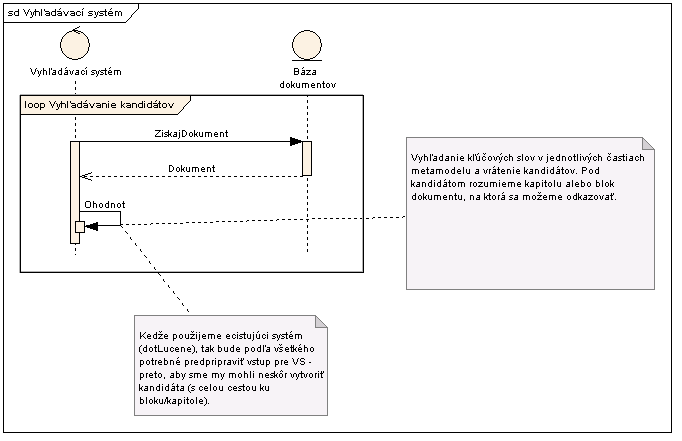 sd Vyhľadávací systém
Vyhľadávací systém
Báza
dokumentov
loop Vyhľadávanie kandidátov
ZiskajDokument
Dokument
Ohodnot
Vyhľadanie kľúčových slov v jednotlivých častiach
metamodelu a vrátenie kandidátov. Pod
kandidátom rozumieme kapitolu alebo blok
dokumentu, na ktorá sa možeme odkazovať.
Kedže použijeme ecistujúci systém
(dotLucene), tak bude podľa všetkého
potrebné predpripraviť vstup pre VS -
preto, aby sme my mohli neskôr vytvoriť
kandidáta (s celou cestou ku
bloku/kapitole).